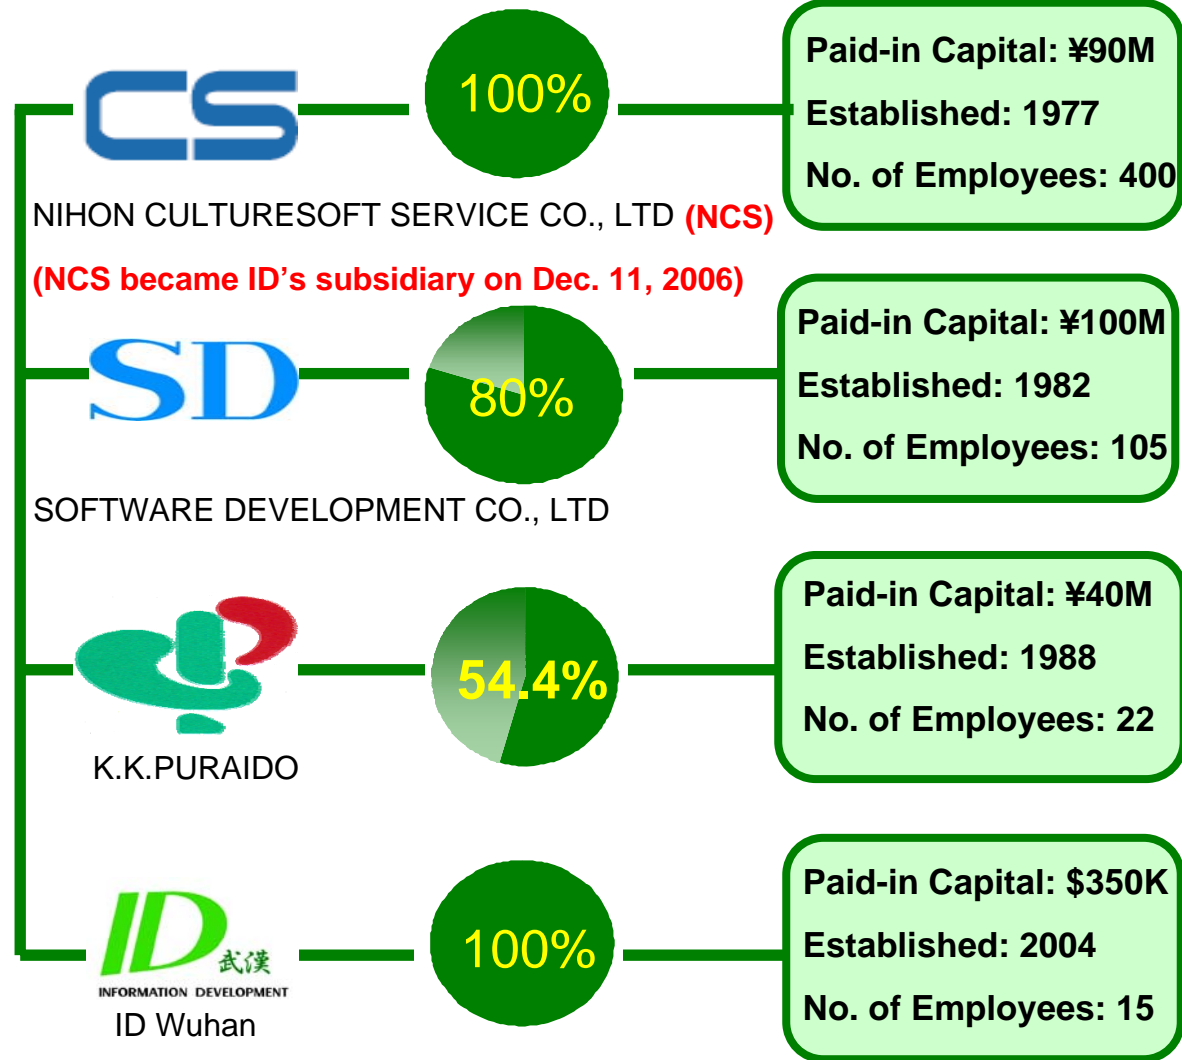 CS
100%
Paid-in Capital: ¥90M
Established: 1977
No. of Employees: 400
NIHON CULTURESOFT SERVICE CO., LTD (NCS)
(NCS became ID's subsidiary on Dec. 11, 2006)
SD
80%
Paid-in Capital: ¥100M
Established: 1982
No. of Employees: 105
SOFTWARE DEVELOPMENT CO., LTD
54.4%
Paid-in Capital: ¥40M
Established: 1988
No. of Employees: 22
K.K.PURAIDO
ID武漢
INFORMATION DEVELOPMENT
ID Wuhan
100%
Paid-in Capital: $350K
Established: 2004
No. of Employees: 15